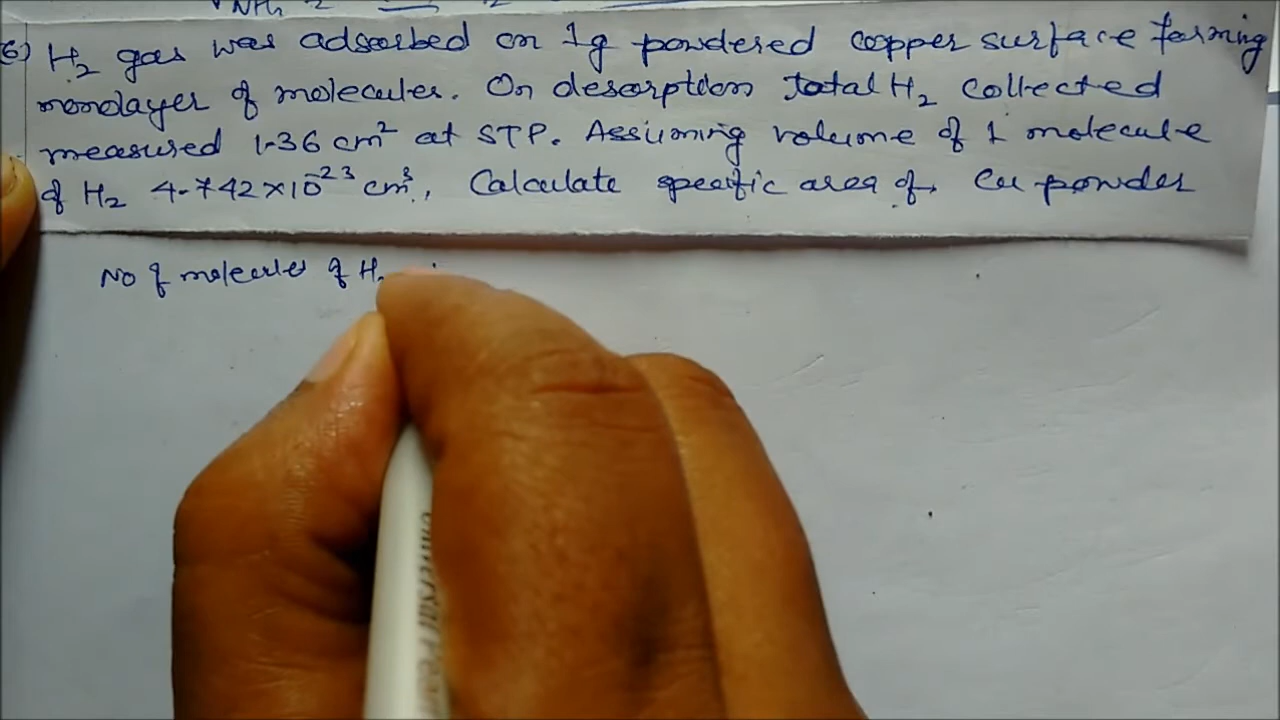 6) H₂ gas was adsorbed on 1g powdered copper surface forming
monolayer of molecules. On desorption total H₂ collected
measured 1.36 cm² at STP. Assuming volume of 1 molecule
of H₂ 4.742×10⁻²³ cm³, Calculate specific area of Cu powder
No of molecules of H₂